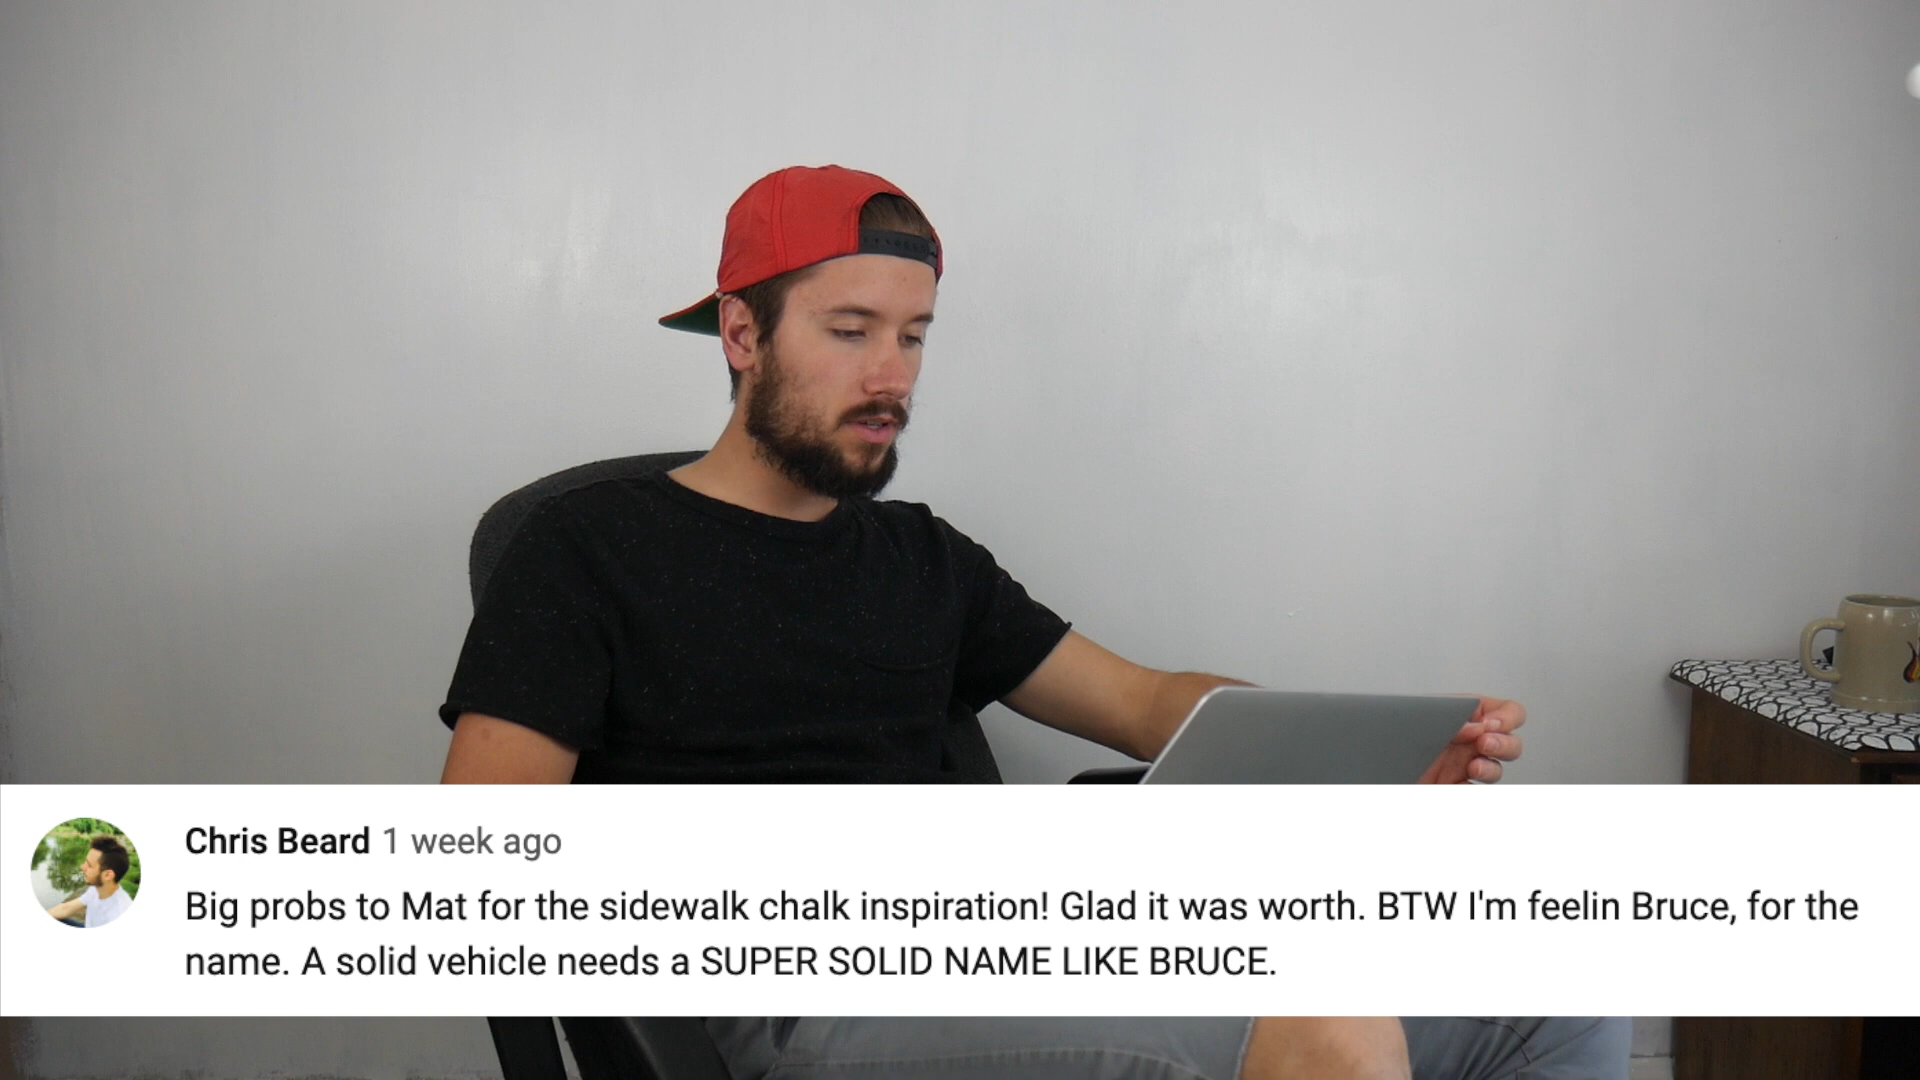 Chris Beard 1 week ago
Big probs to Mat for the sidewalk chalk inspiration! Glad it was worth. BTW I'm feelin Bruce, for the
name. A solid vehicle needs a SUPER SOLID NAME LIKE BRUCE.